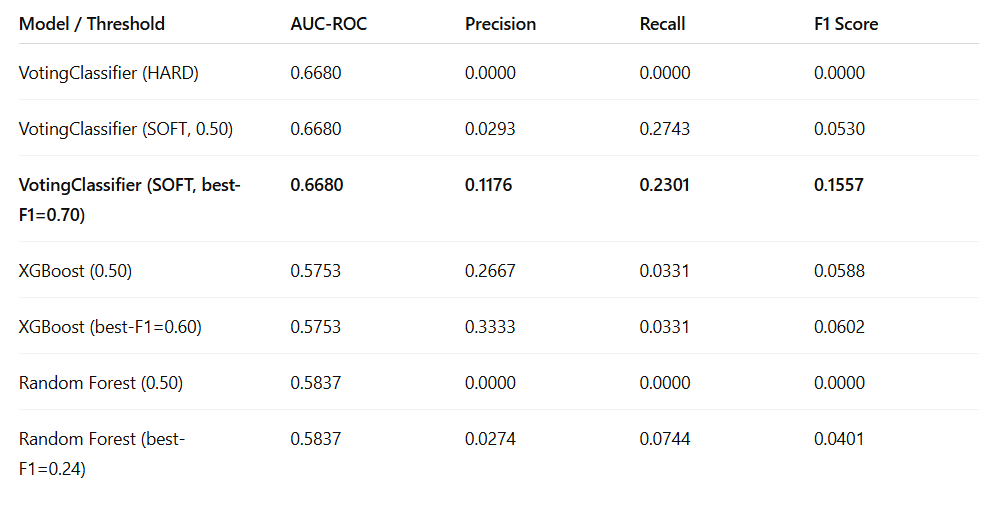 Model / Threshold AUC-ROC Precision Recall F1 Score
VotingClassifier (HARD) 0.6680 0.0000 0.0000 0.0000
VotingClassifier (SOFT, 0.50) 0.6680 0.0293 0.2743 0.0530
VotingClassifier (SOFT, best- 0.6680 0.1176 0.2301 0.1557
F1=0.70)
XGBoost (0.50) 0.5753 0.2667 0.0331 0.0588
XGBoost (best-F1=0.60) 0.5753 0.3333 0.0331 0.0602
Random Forest (0.50) 0.5837 0.0000 0.0000 0.0000
Random Forest (best- 0.5837 0.0274 0.0744 0.0401
F1=0.24)